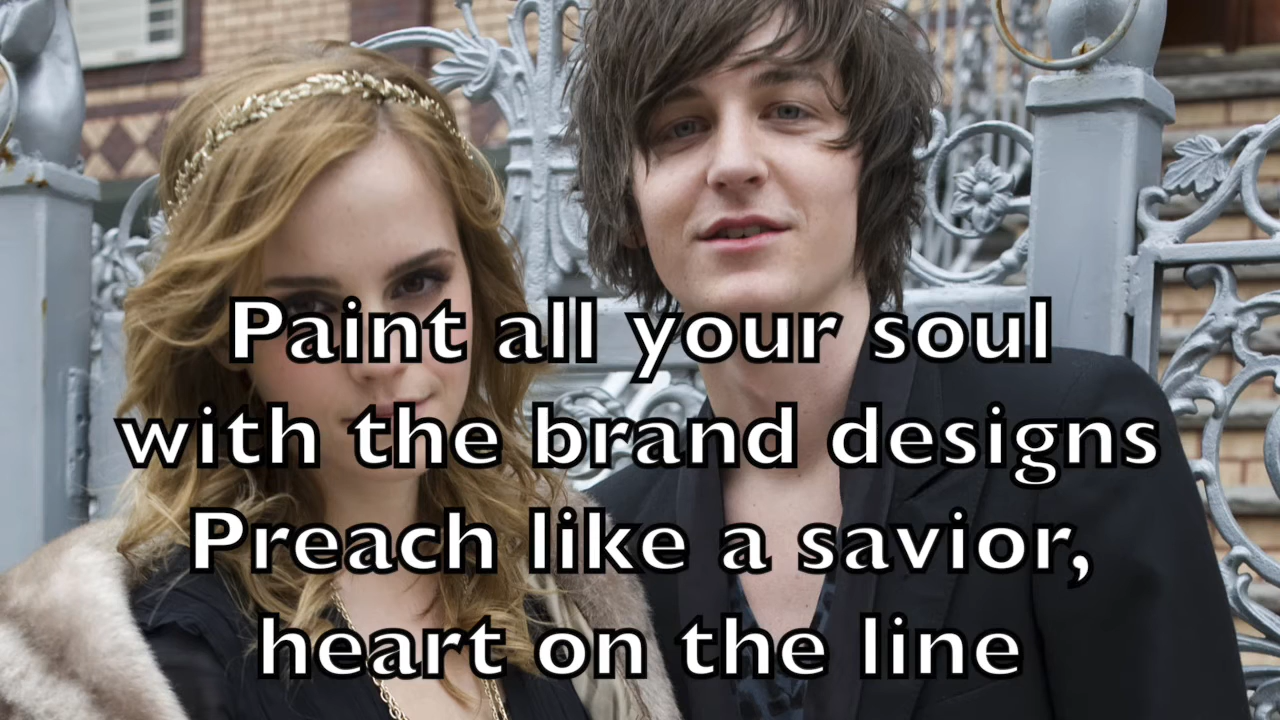 Paint all your soul
with the brand designs
Preach like a savior,
heart on the line